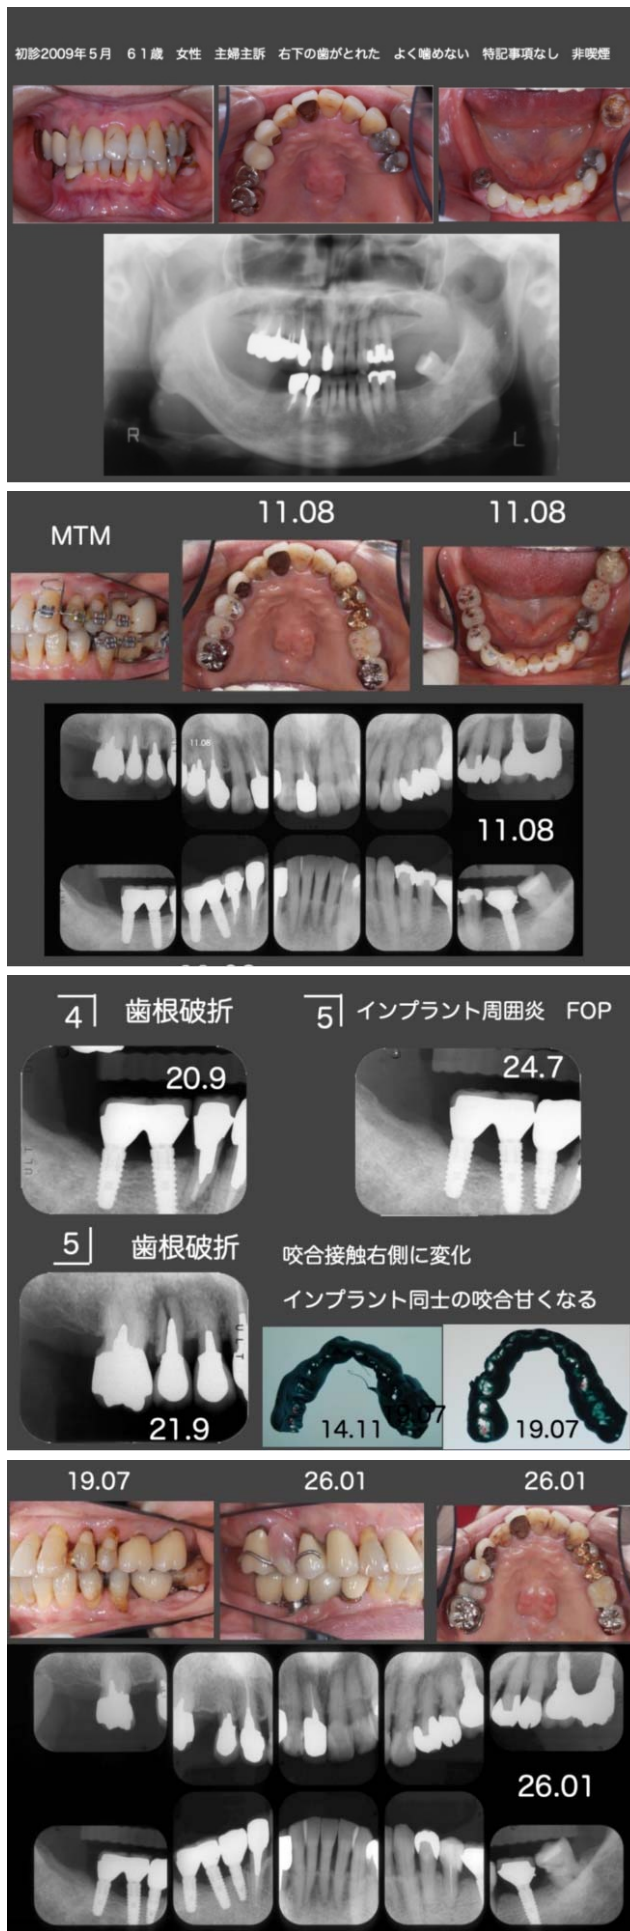 初診2009年5月 61歳 女性 主婦主訴 右下の歯がとれた よく噛めない 特記事項なし 非喫煙
R
L
MTM
11.08
11.08
11.08
11.08
4 歯根破折
5 インプラント周囲炎 FOP
20.9
24.7
5 歯根破折
咬合接触右側に変化
インプラント同士の咬合甘くなる
21.9
14.11
19.07
19.07
19.07
26.01
26.01
26.01